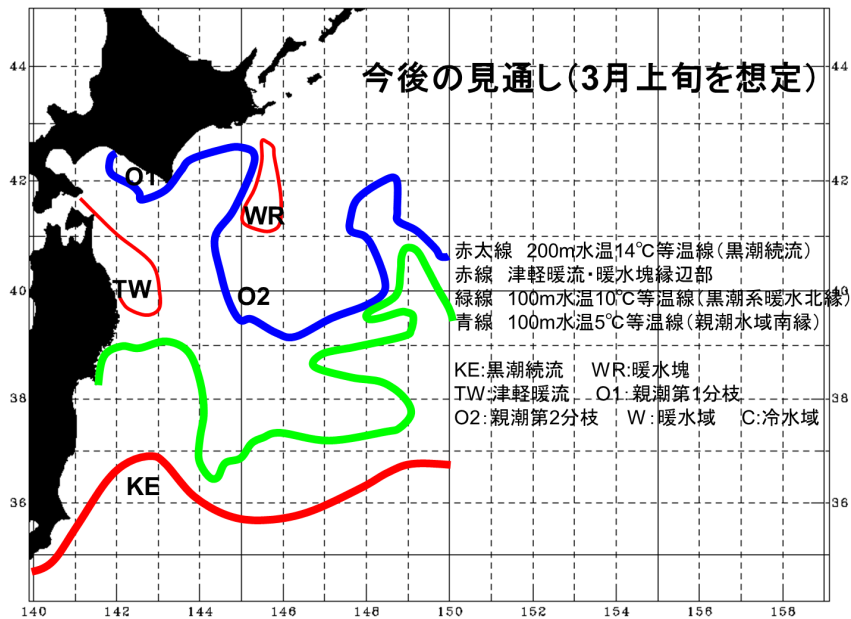 今後の見通し(3月上旬を想定)
44
44
42
42
40
40
38
38
36
36
O1
WR
TW
O2
KE
赤太線 200m水温14℃等温線(黒潮続流)
赤線 津軽暖流・暖水塊縁辺部
緑線 100m水温10℃等温線(黒潮系暖水北縁)
青線 100m水温5℃等温線(親潮水域南縁)
KE:黒潮続流 WR:暖水塊
TW:津軽暖流 O1:親潮第1分枝
O2:親潮第2分枝 W:暖水域 C:冷水域
140 142 144 146 148 150 152 154 156 158